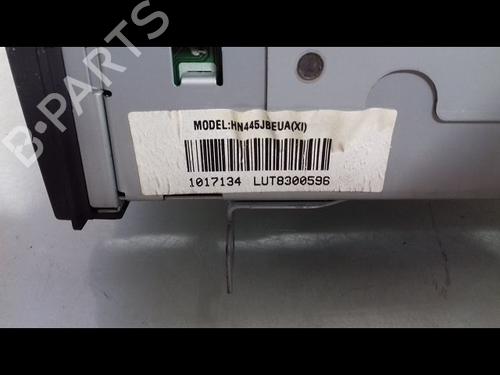 B-PARTS
MODEL:HN445JBEUA(XI)
1017134 LUT8300596